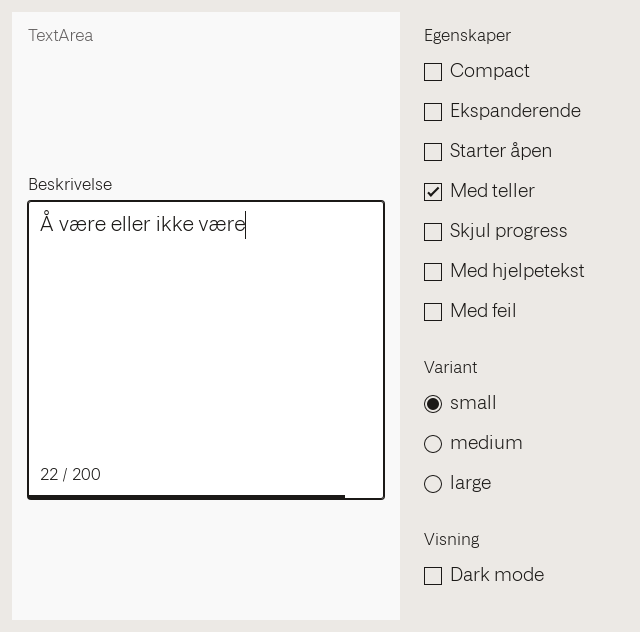 TextArea
Beskrivelse
Å være eller ikke være
22 / 200
Egenskaper
Compact
Ekspanderende
Starter åpen
Med teller
Skjul progress
Med hjelpetekst
Med feil
Variant
small
medium
large
Visning
Dark mode